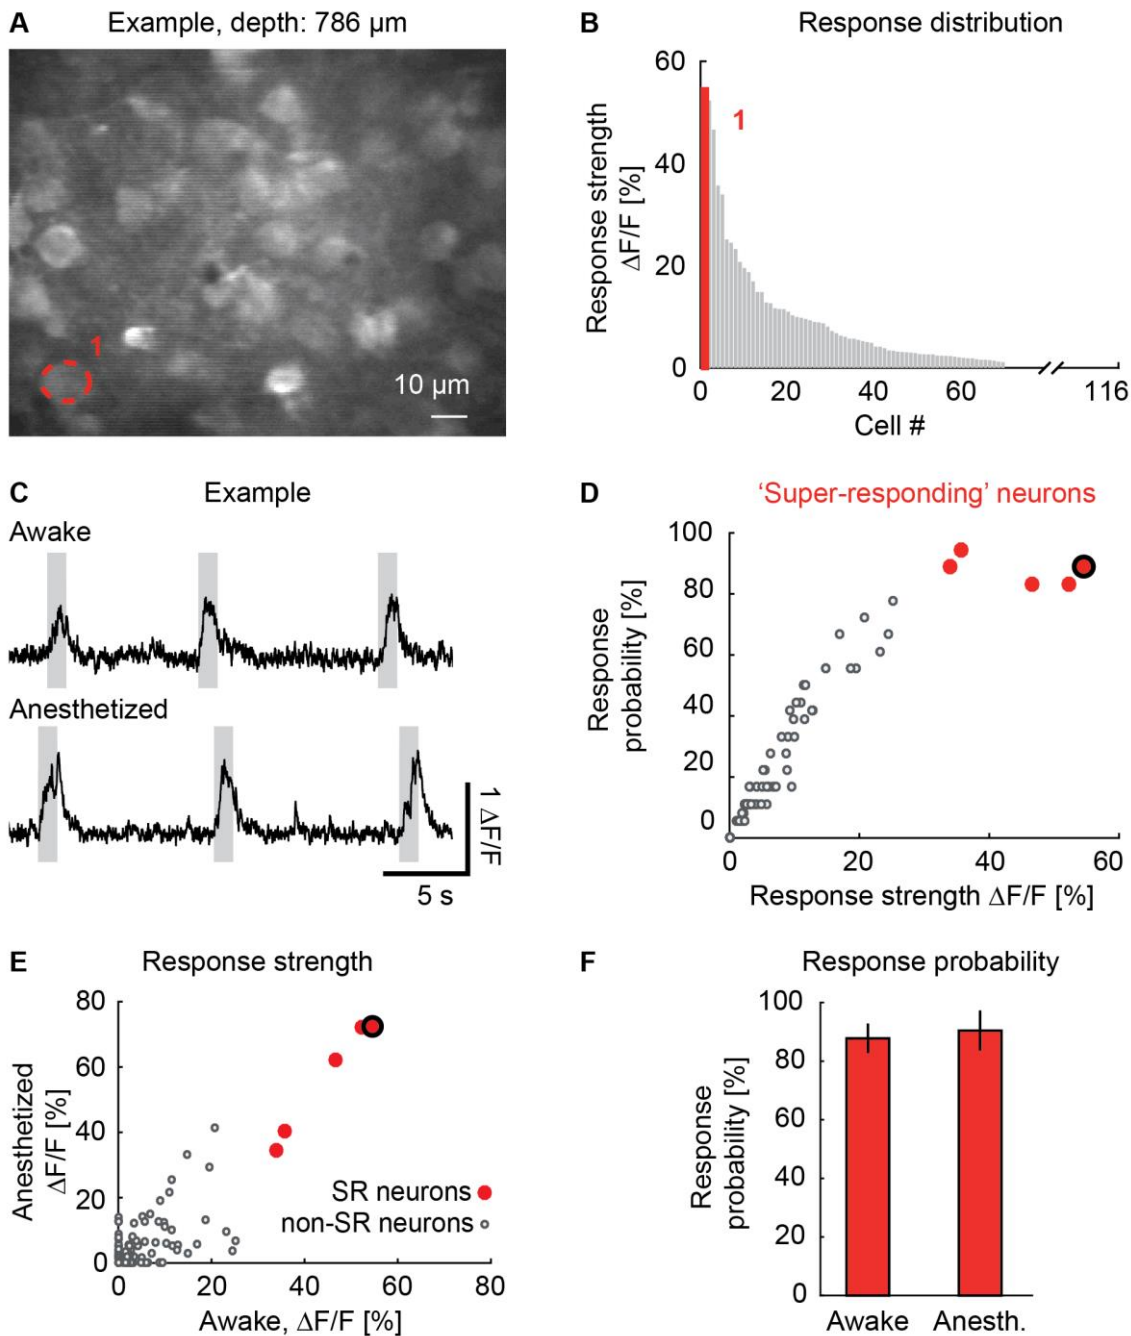 A Example, depth: 786 µm
1
10 µm
B Response distribution
Response strength
ΔF/F [%]
60
40
20
0
1
0 20 40 60 116
Cell #
C Example
Awake
Anesthetized
1 ΔF/F
5 s
D 'Super-responding' neurons
Response
probability [%]
100
80
60
40
20
0
0 20 40 60
Response strength ΔF/F [%]
E Response strength
Anesthetized
ΔF/F [%]
80
60
40
20
0
SR neurons
non-SR neurons
0 20 40 60 80
Awake, ΔF/F [%]
F Response probability
Response
probability [%]
100
80
60
40
20
0
Awake Anesth.